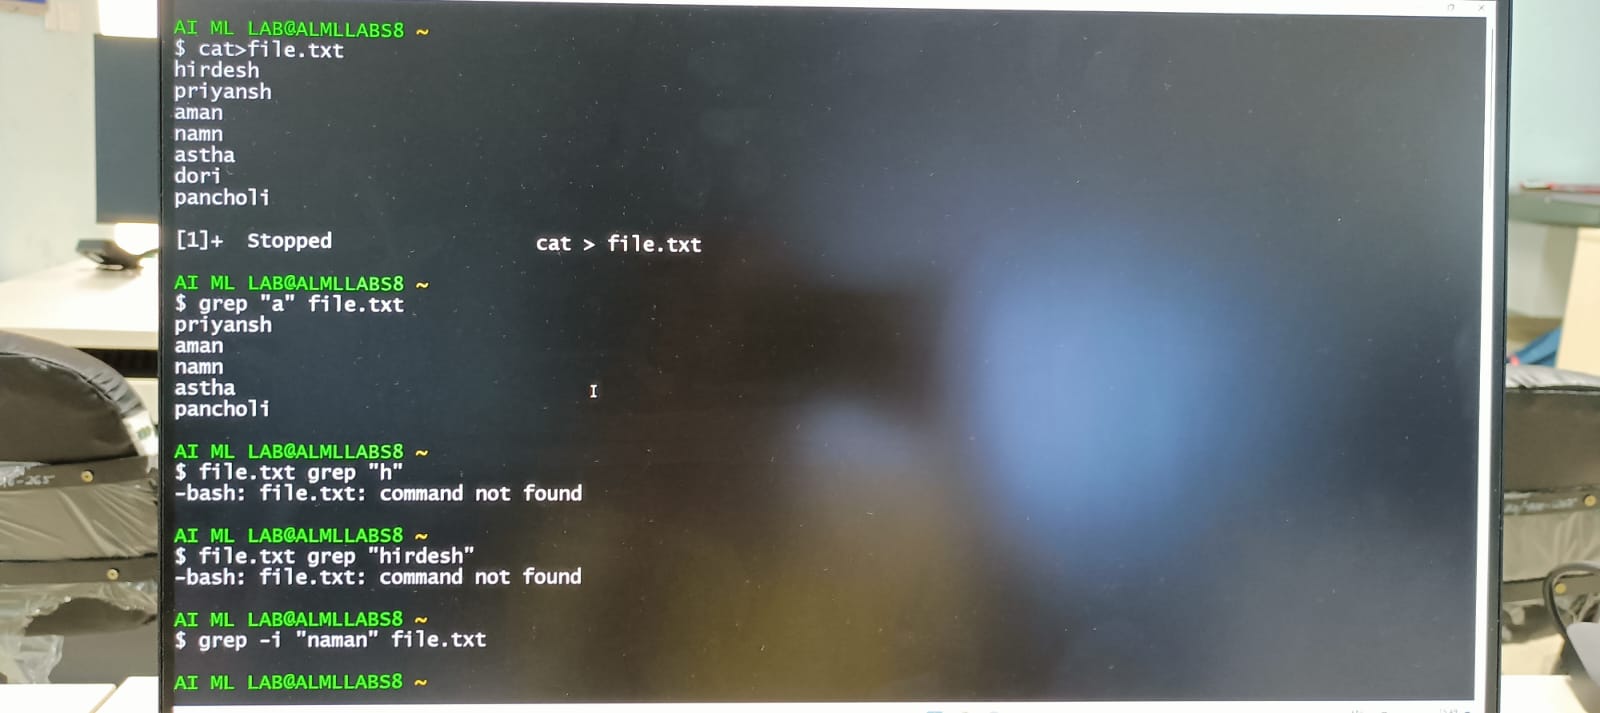 AI ML LAB@ALMLLABS8 ~
$ cat>file.txt
hirdesh
priyansh
aman
namn
astha
dori
pancholi
[1]+  Stopped                 cat > file.txt
AI ML LAB@ALMLLABS8 ~
$ grep "a" file.txt
priyansh
aman
namn
astha
pancholi
AI ML LAB@ALMLLABS8 ~
$ file.txt grep "h"
-bash: file.txt: command not found
AI ML LAB@ALMLLABS8 ~
$ file.txt grep "hirdesh"
-bash: file.txt: command not found
AI ML LAB@ALMLLABS8 ~
$ grep -i "naman" file.txt
AI ML LAB@ALMLLABS8 ~